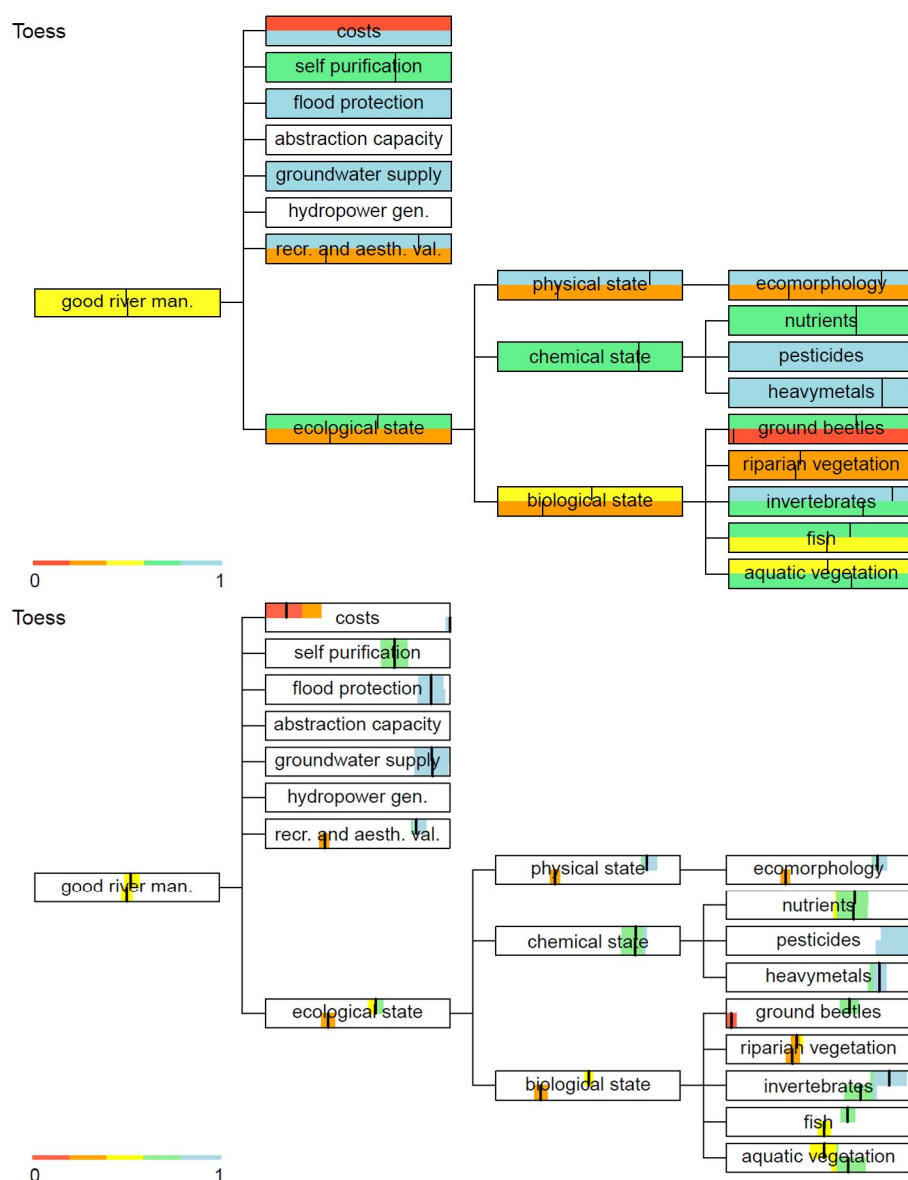 Toess
costs
self purification
flood protection
abstraction capacity
groundwater supply
hydropower gen.
recr. and aesth. val.
good river man.
physical state
ecomorphology
nutrients
chemical state
pesticides
heavymetals
ecological state
ground beetles
riparian vegetation
biological state
invertebrates
fish
aquatic vegetation
0 1
Toess
costs
self purification
flood protection
abstraction capacity
groundwater supply
hydropower gen.
recr. and aesth. val.
good river man.
physical state
ecomorphology
nutrients
chemical state
pesticides
heavymetals
ecological state
ground beetles
riparian vegetation
biological state
invertebrates
fish
aquatic vegetation
0 1